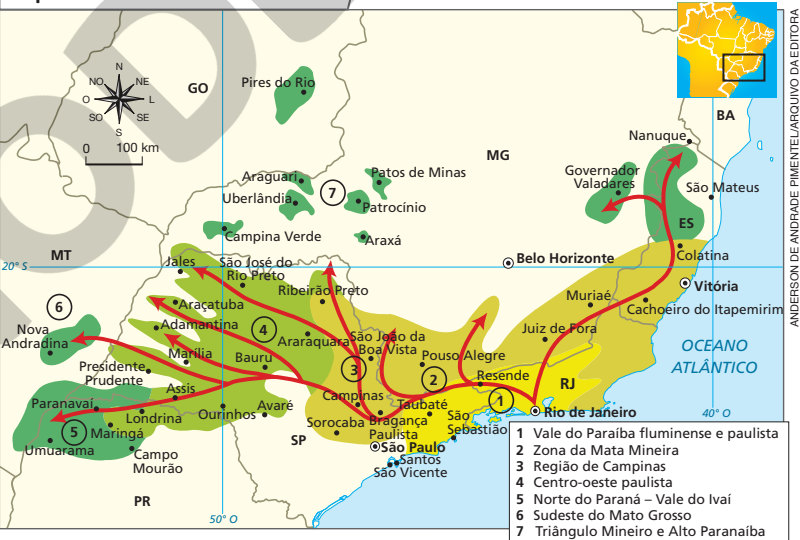 GO
Pires do Rio
N
NO
NE
O
L
SO
SE
S
0 100 km
BA
Nanuque
MG
Governador
Valadares
Araguari
Patos de Minas
Uberlândia
7
Patrocínio
São Mateus
ES
Campina Verde
Araxá
MT
Belo Horizonte
Colatina
20° S
Jales
São José do
Rio Preto
Ribeirão Preto
Vitória
6
Araçatuba
Muriaé
Cachoeiro do Itapemirim
Nova
Andradina
Adamantina
4
Araraquara
São João da
Boa Vista
Juiz de Fora
OCEANO
ATLÂNTICO
Marília
Bauru
3
Pouso Alegre
Presidente
Prudente
2
Resende
RJ
Assis
Campinas
Taubaté
1
Paranavaí
Londrina
Ourinhos
Avaré
Rio de Janeiro
40° O
5
Maringá
SP
Sorocaba
Bragança
Paulista
São
Sebastião
Umuarama
Campo
Mourão
São Paulo
Santos
São Vicente
PR
50° O
1 Vale do Paraíba fluminense e paulista
2 Zona da Mata Mineira
3 Região de Campinas
4 Centro-oeste paulista
5 Norte do Paraná – Vale do Ivaí
6 Sudeste do Mato Grosso
7 Triângulo Mineiro e Alto Paranaíba
ANDERSON DE ANDRADE PIMENTEL/ARQUIVO DA EDITORA